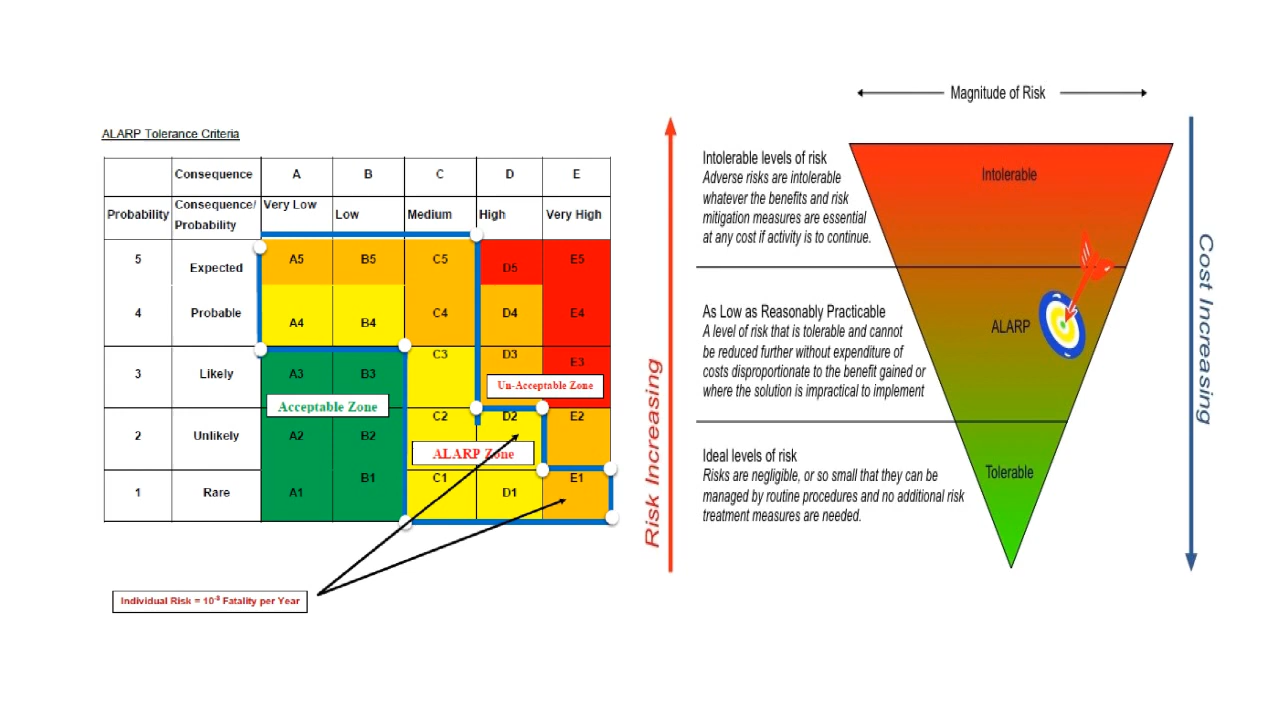 ALARP Tolerance Criteria
Consequence A B C D E
Probability Consequence/ Probability Very Low Low Medium High Very High
5 Expected A5 B5 C5 D5 E5
4 Probable A4 B4 C4 D4 E4
3 Likely A3 B3 C3 D3 E3
Un-Acceptable Zone
Acceptable Zone
2 Unlikely A2 B2 C2 D2 E2
ALARP Zone
1 Rare A1 B1 C1 D1 E1
Individual Risk = 10⁻⁵ Fatality per Year
Risk Increasing
Magnitude of Risk
Intolerable levels of risk
Adverse risks are intolerable
whatever the benefits and risk
mitigation measures are essential
at any cost if activity is to continue.
Intolerable
As Low as Reasonably Practicable
A level of risk that is tolerable and cannot
be reduced further without expenditure of
costs disproportionate to the benefit gained or
where the solution is impractical to implement
ALARP
Ideal levels of risk
Risks are negligible, or so small that they can be
managed by routine procedures and no additional risk
treatment measures are needed.
Tolerable
Cost Increasing